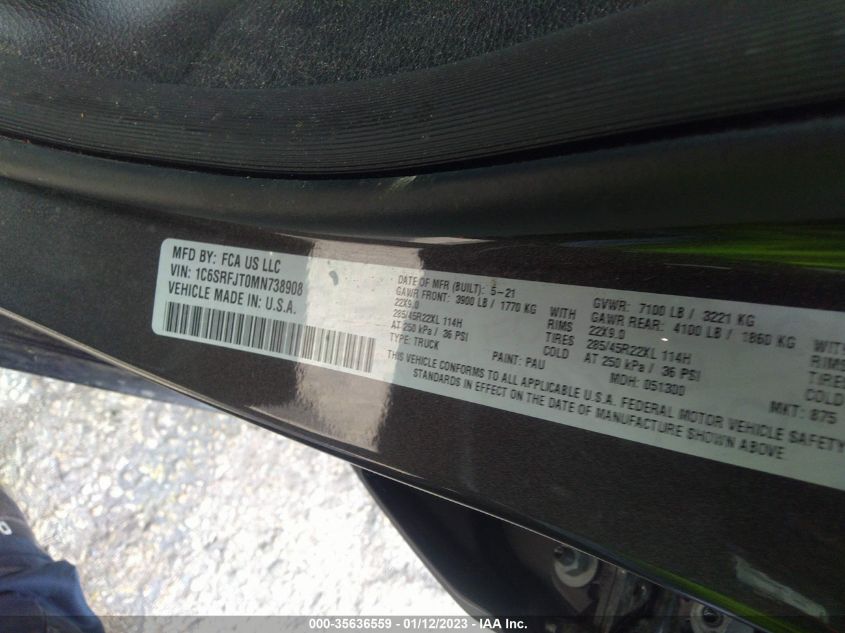 MFD BY: FCA US LLC
VIN: 1C6SRFJT0MN738908
VEHICLE MADE IN: U.S.A.
DATE OF MFR (BUILT): 5-21
GAWR FRONT: 3900 LB / 1770 KG WITH
22X9.0 RIMS
285/45R22XL 114H TIRES
AT 250 kPa / 36 PSI COLD
TYPE: TRUCK PAINT: PAU
GVWR: 7100 LB / 3221 KG
GAWR REAR: 4100 LB / 1860 KG WITH
22X9.0 RIMS
285/45R22XL 114H TIRES
AT 250 kPa / 36 PSI COLD
MDH: 051300 MKT: 875
THIS VEHICLE CONFORMS TO ALL APPLICABLE U.S.A. FEDERAL MOTOR VEHICLE SAFETY
STANDARDS IN EFFECT ON THE DATE OF MANUFACTURE SHOWN ABOVE
000-35636559 - 01/12/2023 - IAA Inc.